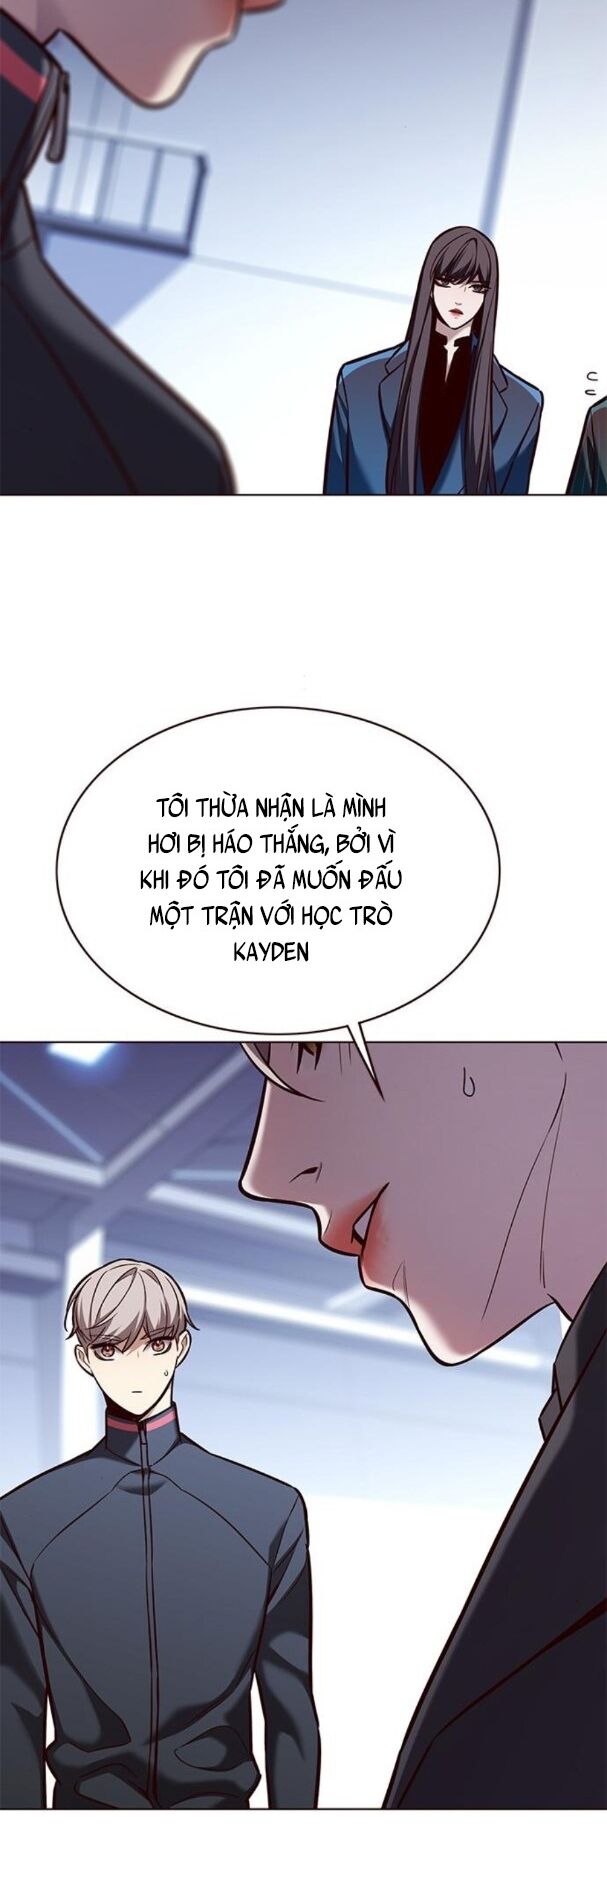 TÔI THỪA NHẬN LÀ MÌNH
HƠI BỊ HÁO THẮNG, BỞI VÌ
KHI ĐÓ TÔI ĐÃ MUỐN ĐẤU
MỘT TRẬN VỚI HỌC TRÒ
KAYDEN